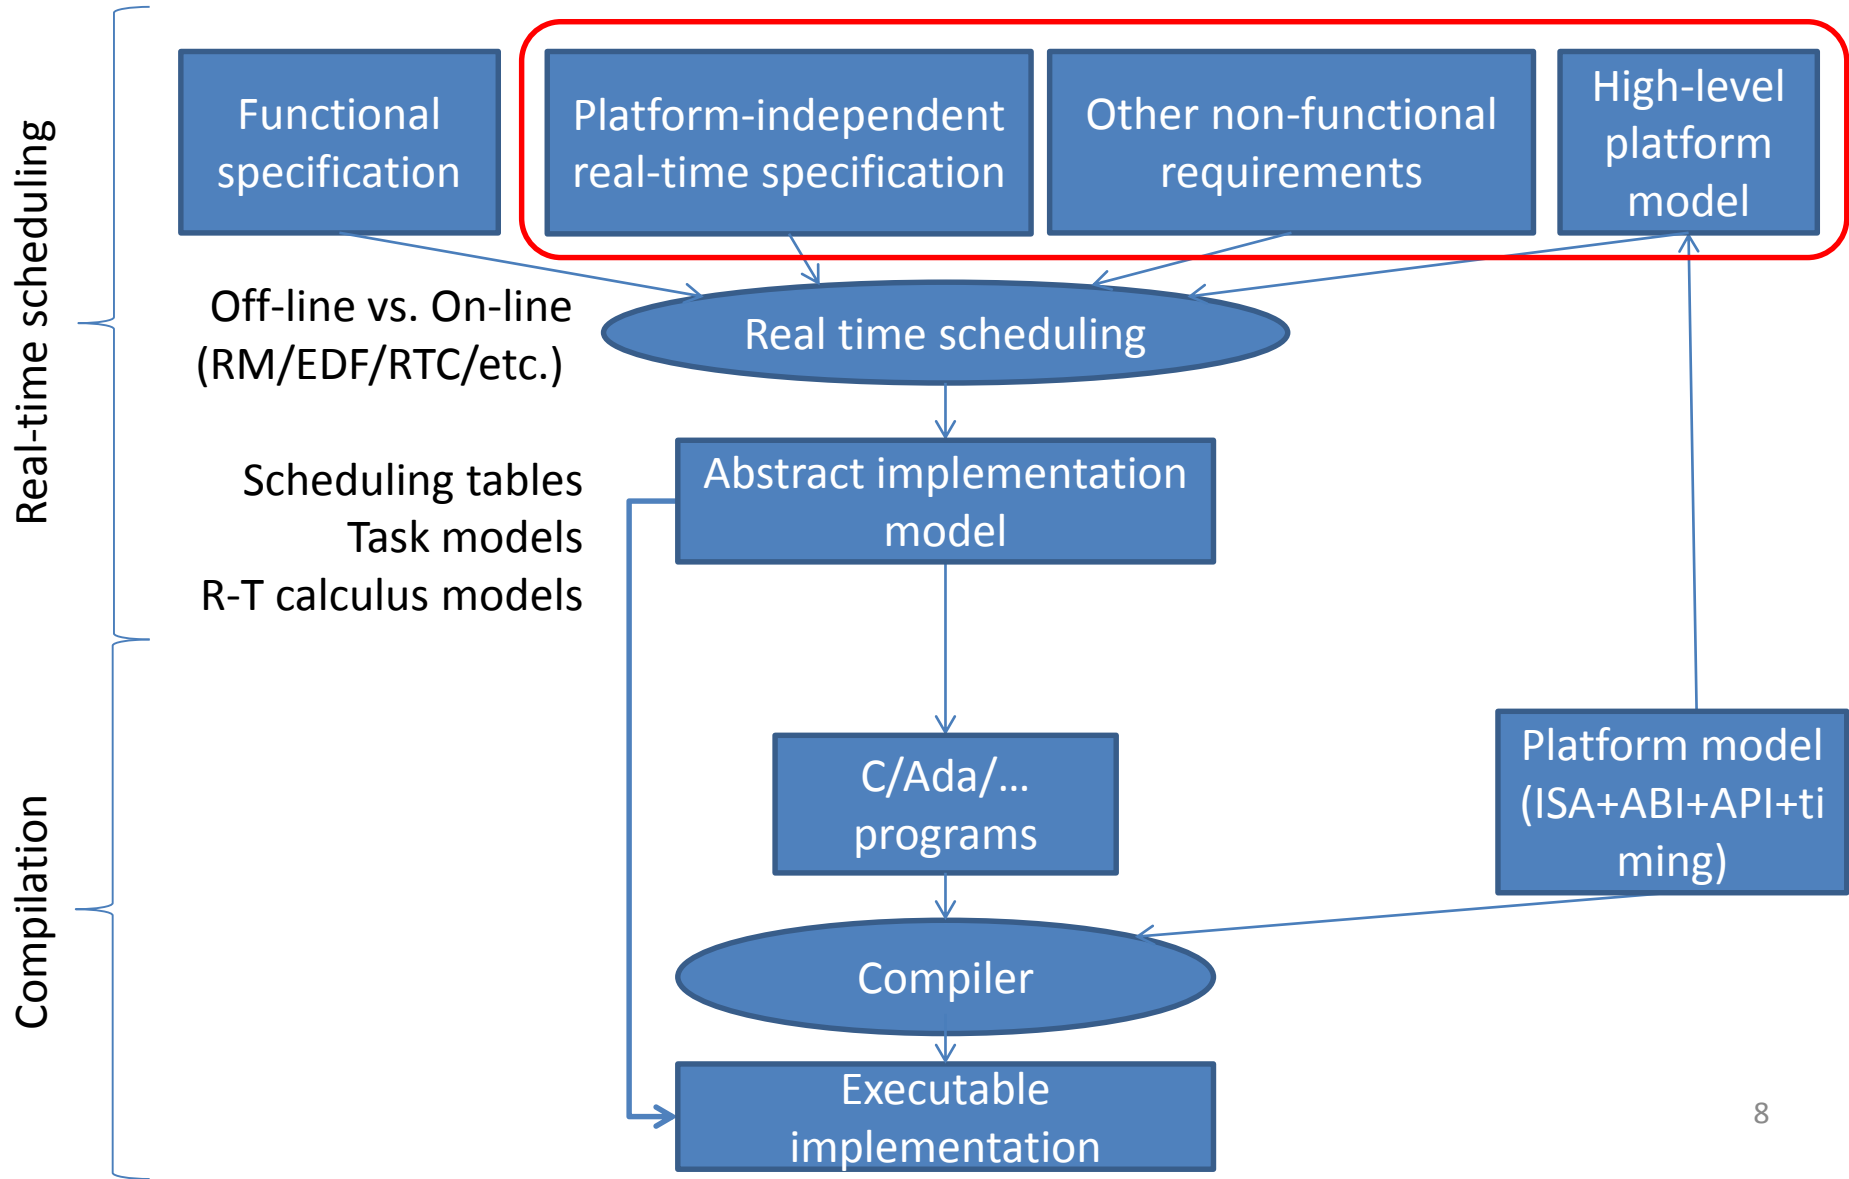 Real-time scheduling
Functional
specification
Platform-independent
real-time specification
Other non-functional
requirements
High-level
platform
model
Off-line vs. On-line
(RM/EDF/RTC/etc.)
Real time scheduling
Scheduling tables
Task models
R-T calculus models
Abstract implementation
model
Compilation
C/Ada/...
programs
Platform model
(ISA+ABI+API+ti
ming)
Compiler
Executable
implementation
8